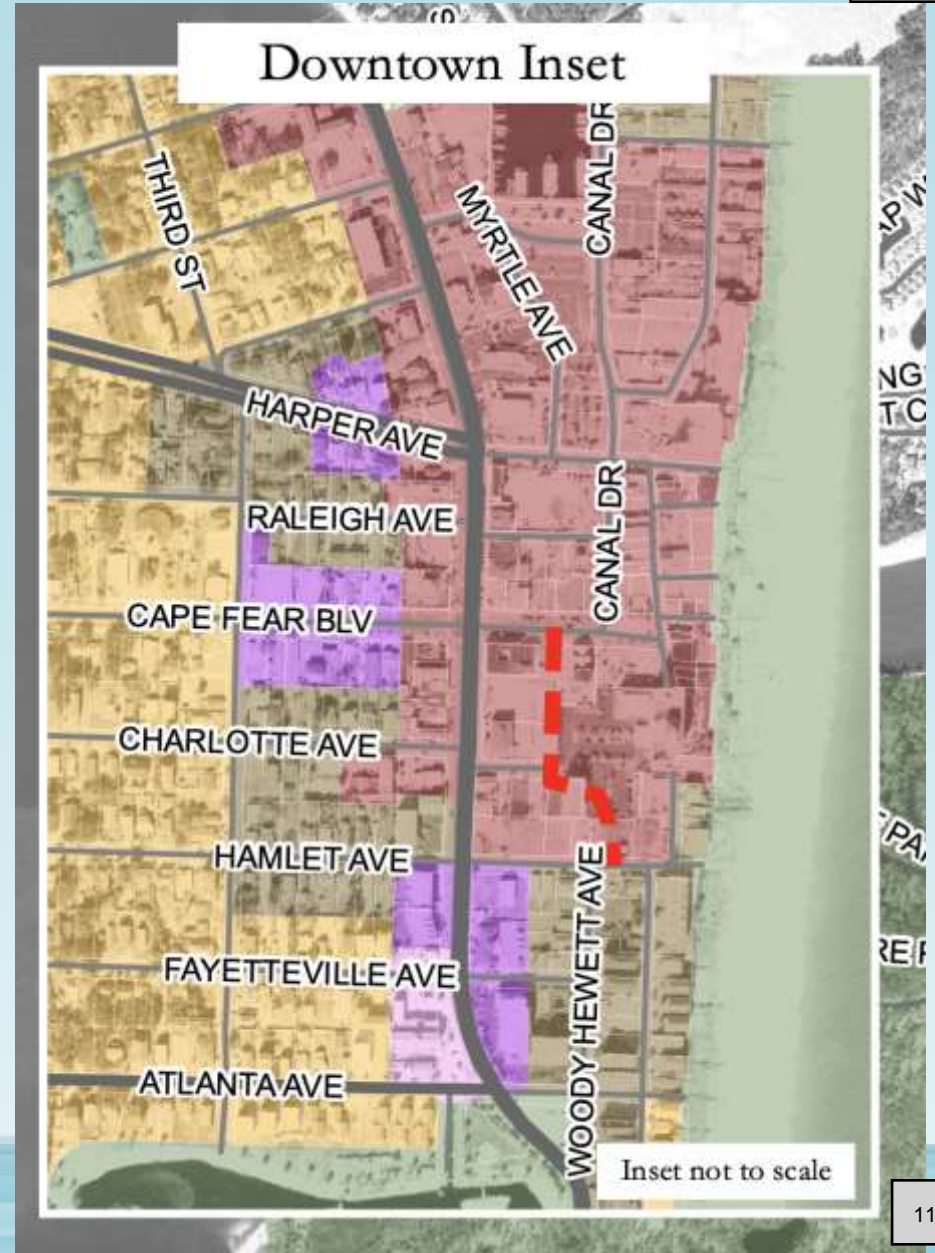 Downtown Inset
CANAL DR
THIRD ST
MYRTLE AVE
HARPER AVE
RALEIGH AVE
CANAL DR
CAPE FEAR BLV
CHARLOTTE AVE
HAMLET AVE
WOODY HEWETT AVE
FAYETTEVILLE AVE
ATLANTA AVE
Inset not to scale
11